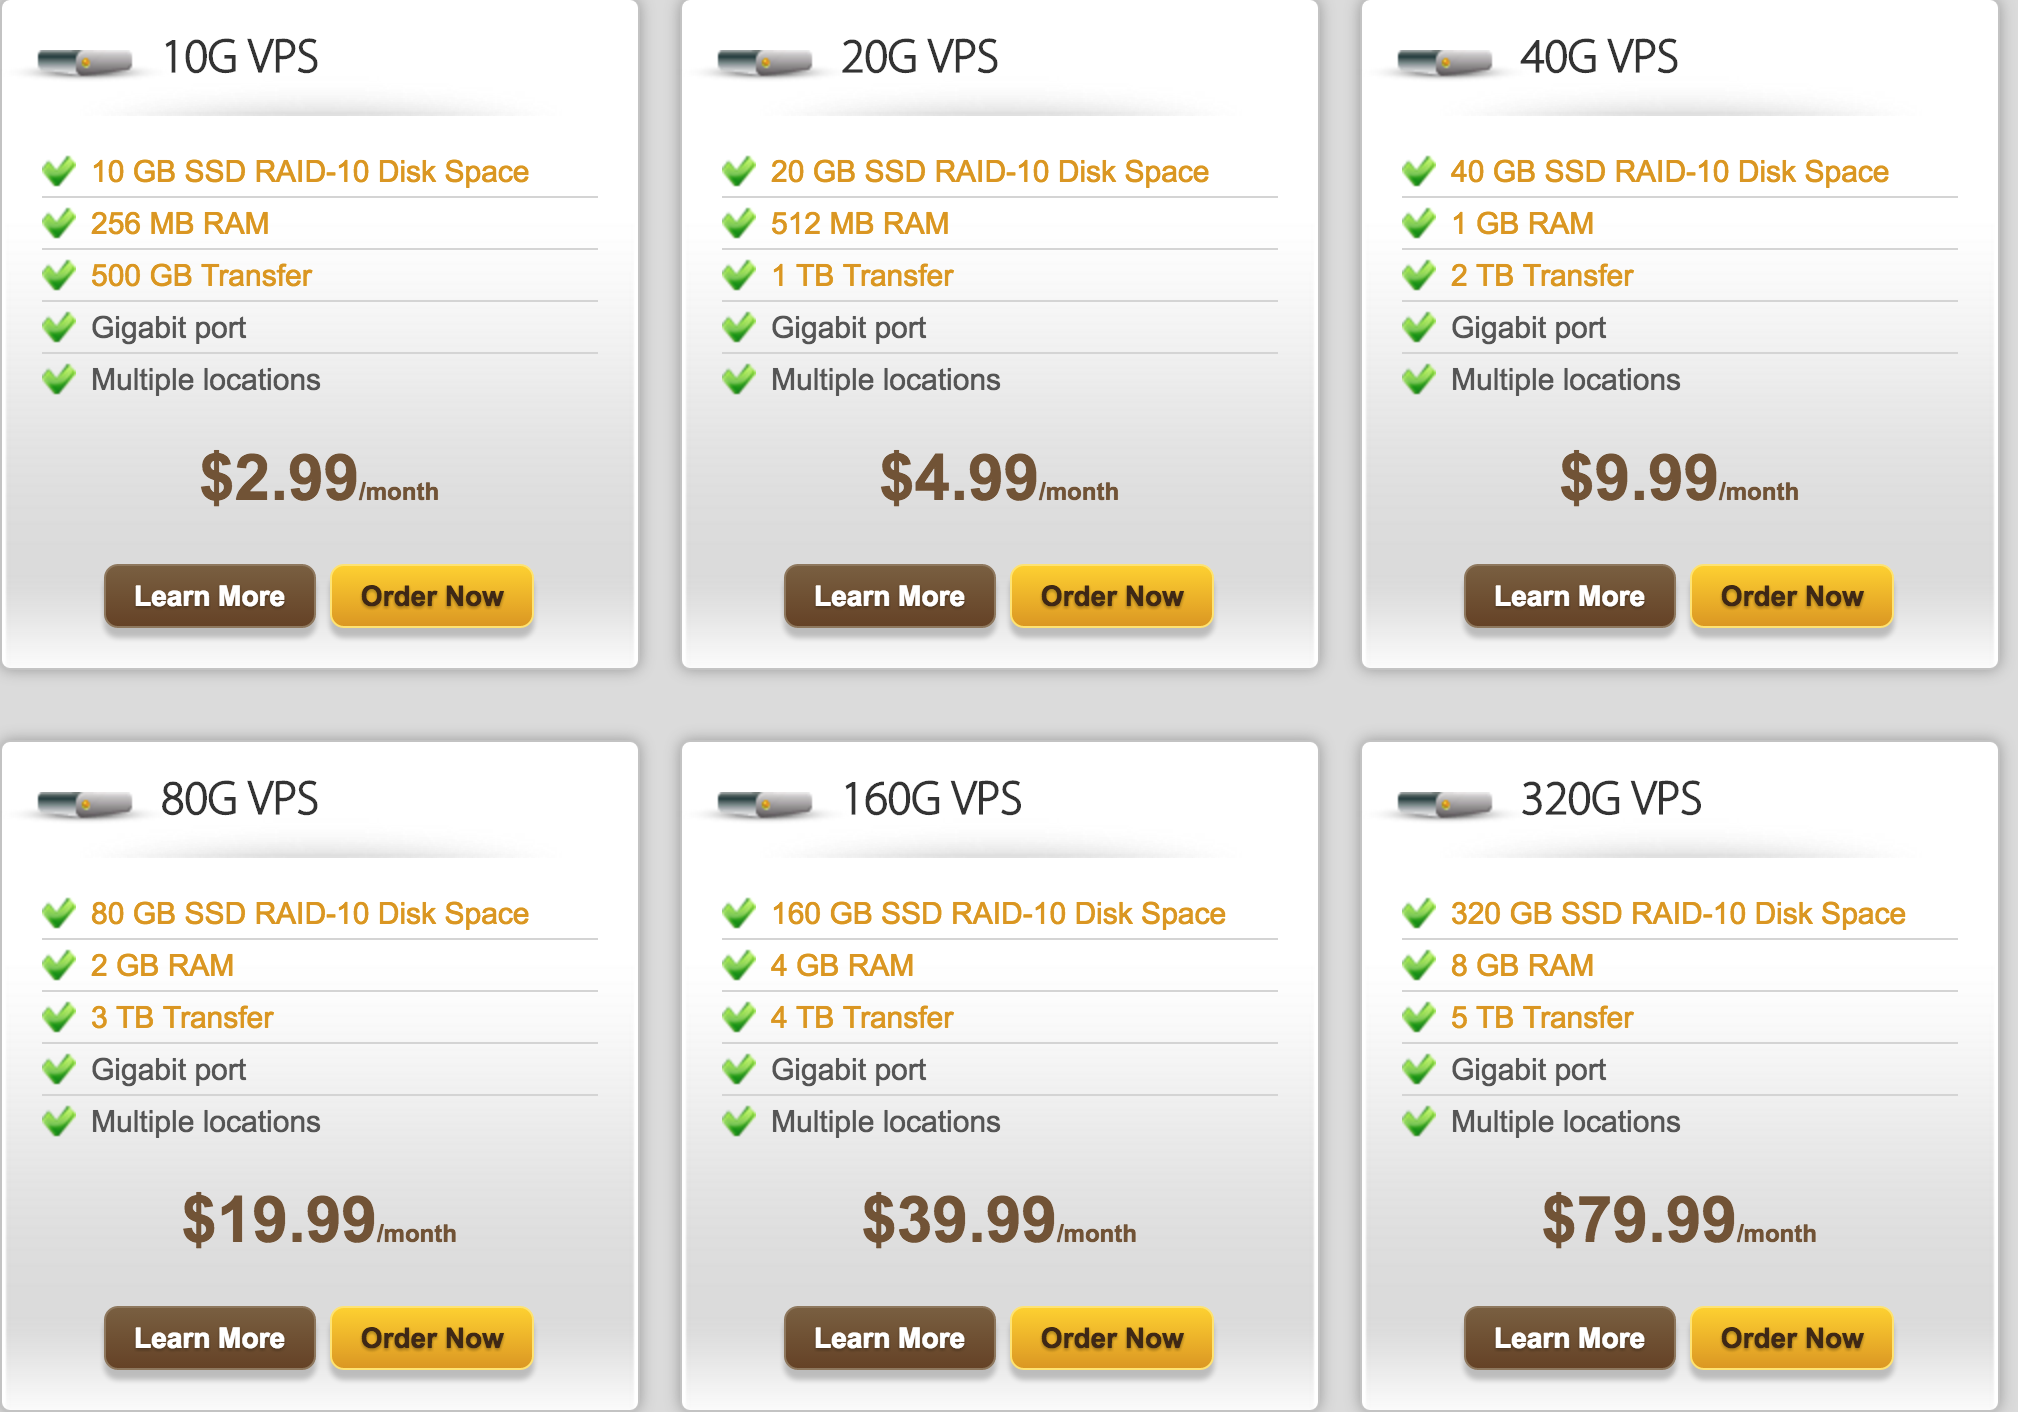 10G VPS
10 GB SSD RAID-10 Disk Space
256 MB RAM
500 GB Transfer
Gigabit port
Multiple locations
$2.99/month
Learn More
Order Now
20G VPS
20 GB SSD RAID-10 Disk Space
512 MB RAM
1 TB Transfer
Gigabit port
Multiple locations
$4.99/month
Learn More
Order Now
40G VPS
40 GB SSD RAID-10 Disk Space
1 GB RAM
2 TB Transfer
Gigabit port
Multiple locations
$9.99/month
Learn More
Order Now
80G VPS
80 GB SSD RAID-10 Disk Space
2 GB RAM
3 TB Transfer
Gigabit port
Multiple locations
$19.99/month
Learn More
Order Now
160G VPS
160 GB SSD RAID-10 Disk Space
4 GB RAM
4 TB Transfer
Gigabit port
Multiple locations
$39.99/month
Learn More
Order Now
320G VPS
320 GB SSD RAID-10 Disk Space
8 GB RAM
5 TB Transfer
Gigabit port
Multiple locations
$79.99/month
Learn More
Order Now